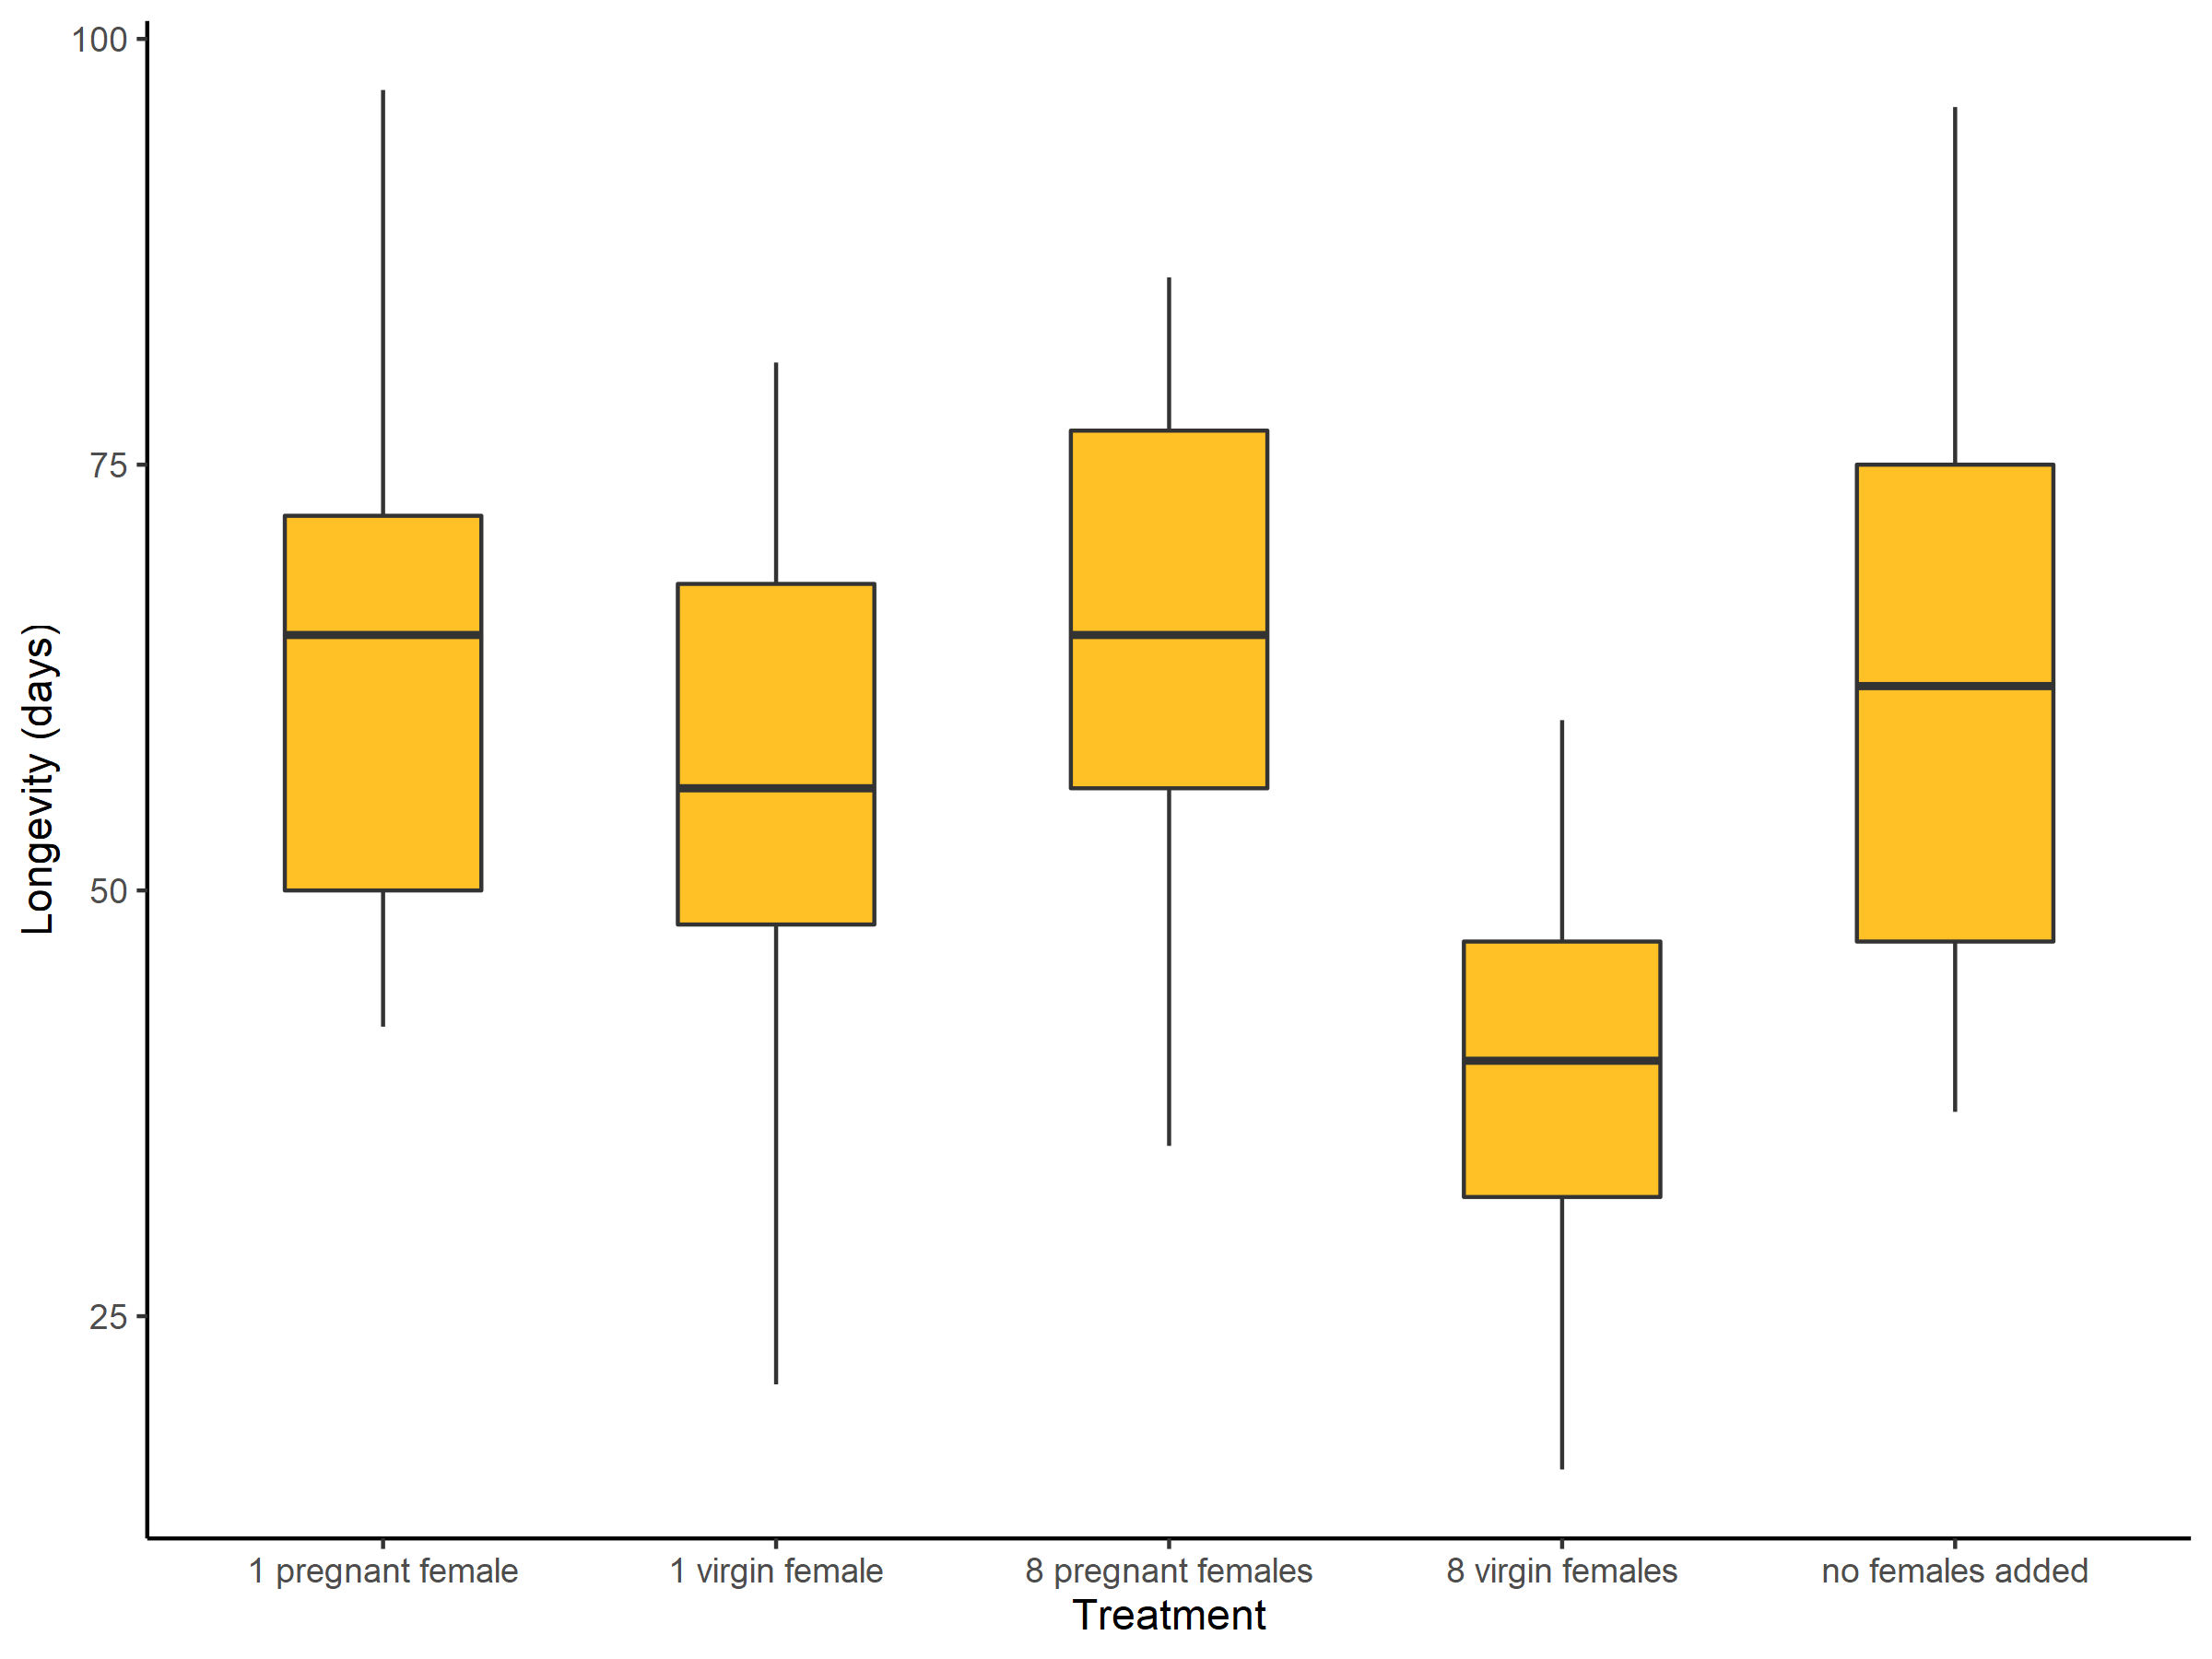 Longevity (days)
100
75
50
25
1 pregnant female
1 virgin female
8 pregnant females
8 virgin females
no females added
Treatment